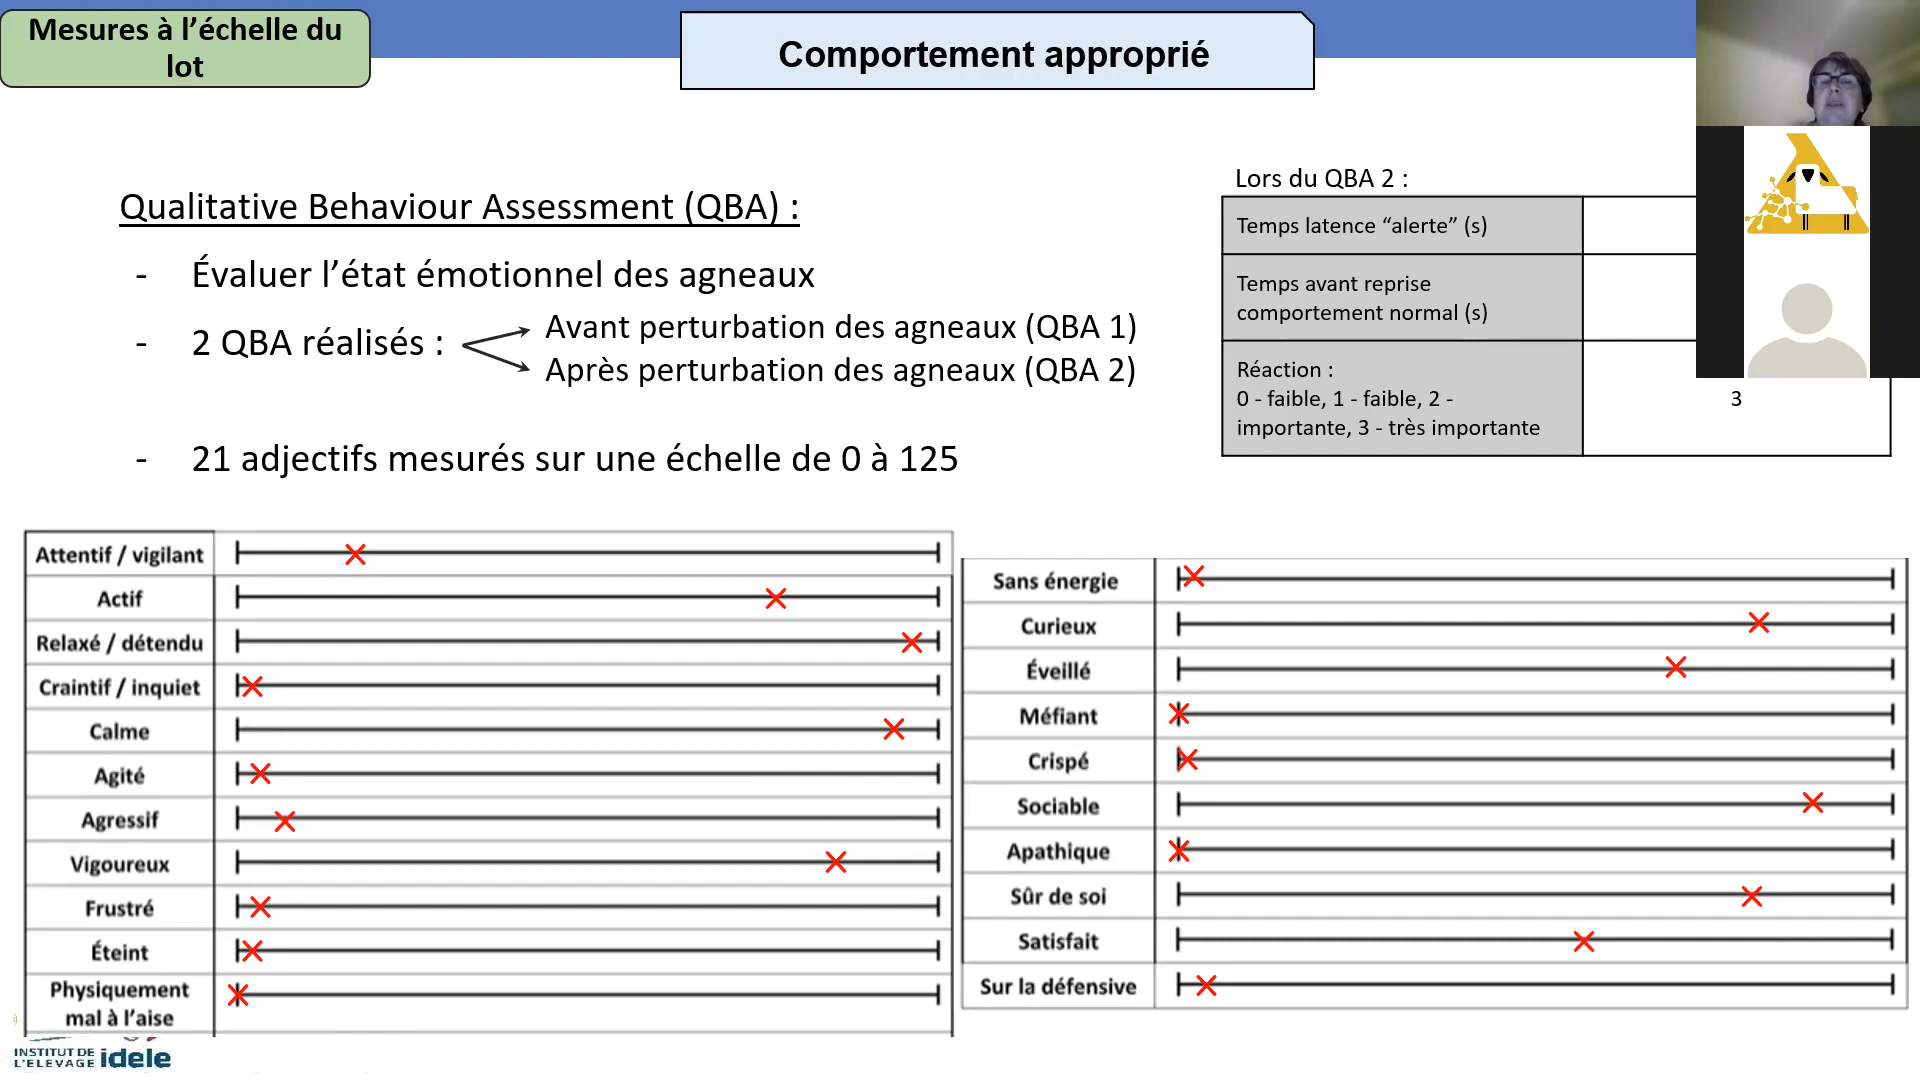 Mesures à l’échelle du
lot
Comportement approprié
Qualitative Behaviour Assessment (QBA) :
- Évaluer l’état émotionnel des agneaux
- 2 QBA réalisés :
Avant perturbation des agneaux (QBA 1)
Après perturbation des agneaux (QBA 2)
- 21 adjectifs mesurés sur une échelle de 0 à 125
Lors du QBA 2 :
Temps latence “alerte” (s)
Temps avant reprise
comportement normal (s)
Réaction :
0 - faible, 1 - faible, 2 -
importante, 3 - très importante
3
Attentif / vigilant
Actif
Relaxé / détendu
Craintif / inquiet
Calme
Agité
Agressif
Vigoureux
Frustré
Éteint
Physiquement
mal à l’aise
Sans énergie
Curieux
Éveillé
Méfiant
Crispé
Sociable
Apathique
Sûr de soi
Satisfait
Sur la défensive
INSTITUT DE
L’ELEVAGE idele